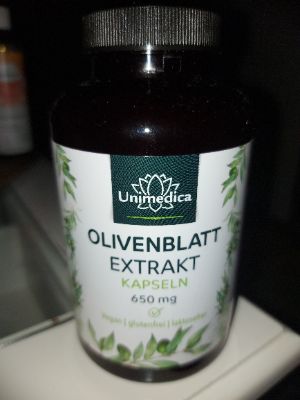 Unimedica
OLIVENBLATT
EXTRAKT
KAPSELN
650 mg
vegan | glutenfrei | laktosefrei